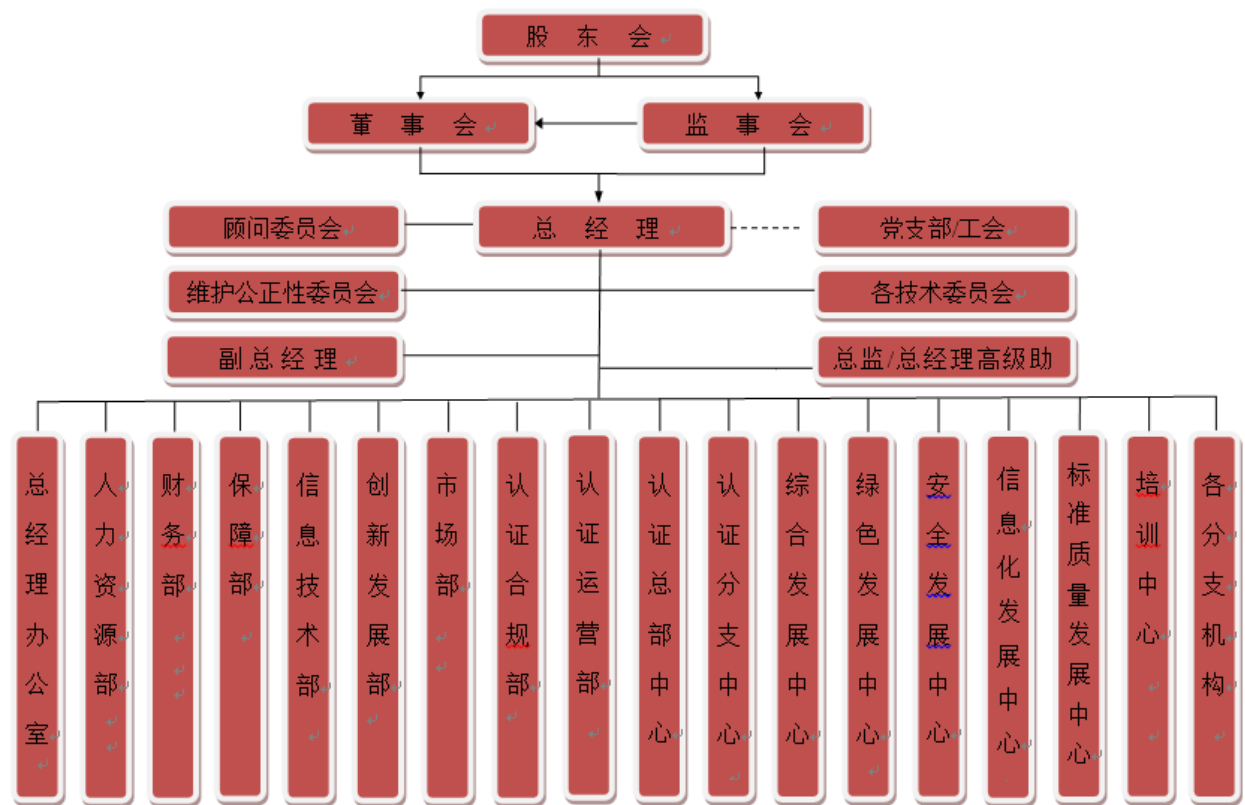 股 东 会
董 事 会
监 事 会
顾问委员会
总 经 理
党支部/工会
维护公正性委员会
各技术委员会
副总经理
总监/总经理高级助
总经理办公室
人力资源部
财务部
保障部
信息技术部
创新发展部
市场部
认证合规部
认证运营部
认证总部中心
认证分支中心
综合发展中心
绿色发展中心
安全发展中心
信息化发展中心
标准质量发展中心
培训中心
各分支机构